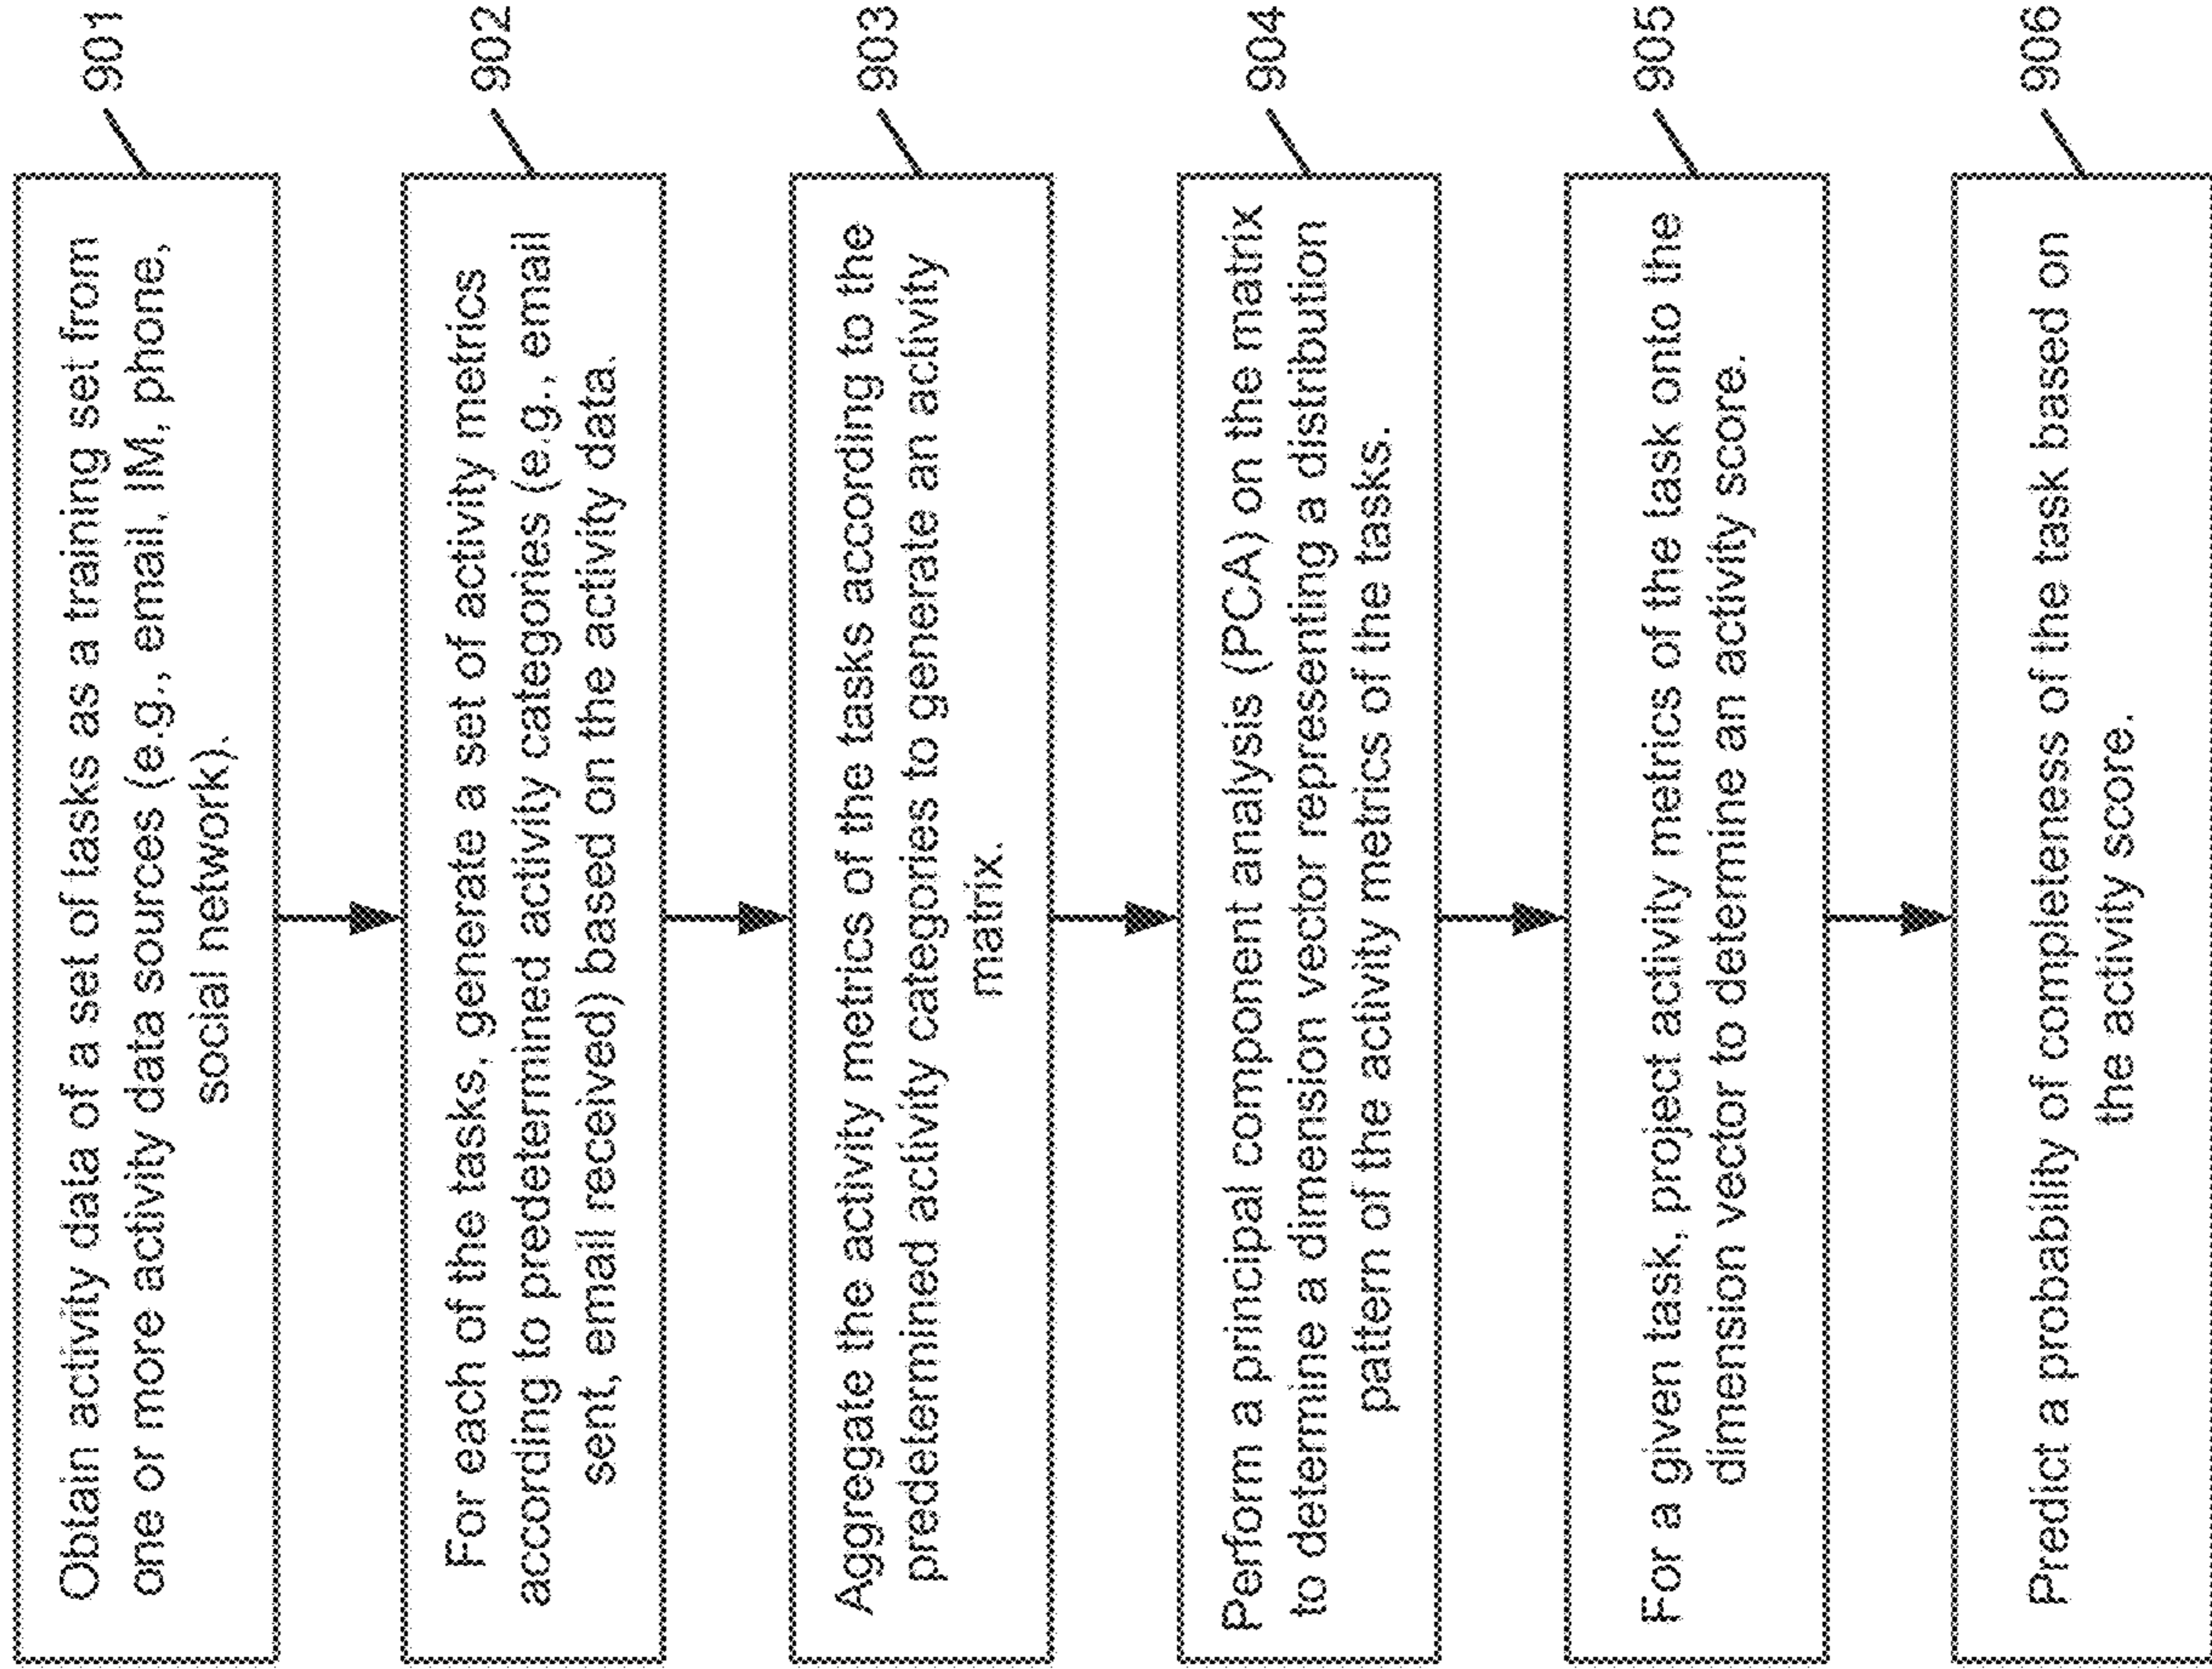 Obtain activity data of a set of tasks as a training set from
one or more activity data sources (e.g., email, IM, phone,
social network).
901
For each of the tasks, generate a set of activity metrics
according to predetermined activity categories (e.g., email
sent, email received) based on the activity data.
902
Aggregate the activity metrics of the tasks according to the
predetermined activity categories to generate an activity
matrix.
903
Perform a principal component analysis (PCA) on the matrix
to determine a dimension vector representing a distribution
pattern of the activity metrics of the tasks.
904
For a given task, project activity metrics of the task onto the
dimension vector to determine an activity score.
905
Predict a probability of completeness of the task based on
the activity score.
906